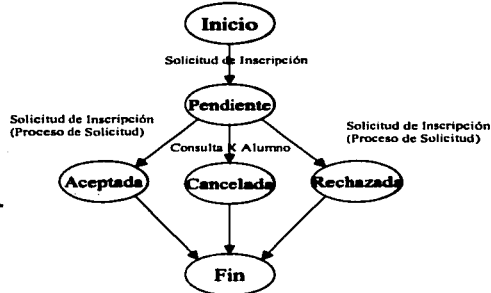 Inicio
Solicitud de Inscripción
Pendiente
Solicitud de Inscripción
(Proceso de Solicitud)
Solicitud de Inscripción
(Proceso de Solicitud)
Consulta X Alumno
Aceptada
Cancelada
Rechazada
Fin